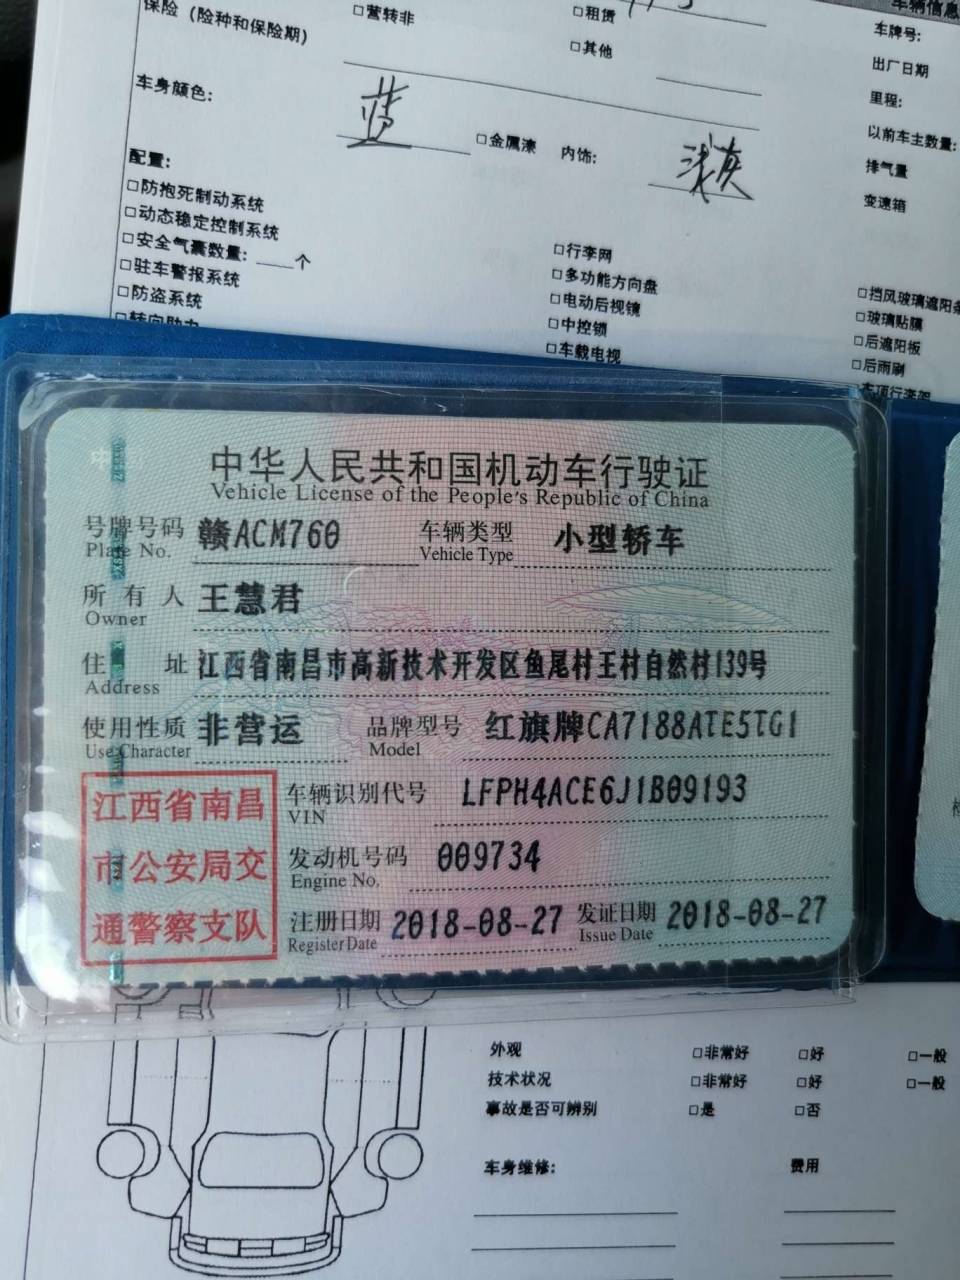 保险（险种和保险期）
□营转非
□租赁
□其他
车辆信息
车牌号:
出厂日期
里程:
以前车主数量:
排气量
变速箱
车身颜色: 蓝 □金属漆 内饰: 浅灰
配置:
□防抱死制动系统
□动态稳定控制系统
□安全气囊数量: ____个
□驻车警报系统
□防盗系统
□转向助力
□行李网
□多功能方向盘
□电动后视镜
□中控锁
□车载电视
□挡风玻璃遮阳条
□玻璃贴膜
□后遮阳板
□后雨刷
□车顶行李架
中华人民共和国机动车行驶证
Vehicle License of the People's Republic of China
号牌号码 赣ACM760 车辆类型 小型轿车
Plate No. Vehicle Type
所有人 王慧君
Owner
住址 江西省南昌市高新技术开发区鱼尾村王村自然村139号
Address
使用性质 非营运 品牌型号 红旗牌CA7188ATE5TG1
Use Character Model
江西省南昌
市公安局交
通警察支队
车辆识别代号 LFPH4ACE6J1B09193
VIN
发动机号码 009734
Engine No.
注册日期 2018-08-27 发证日期 2018-08-27
Register Date Issue Date
外观 □非常好 □好 □一般
技术状况 □非常好 □好 □一般
事故是否可辨别 □是 □否
车身维修: 费用